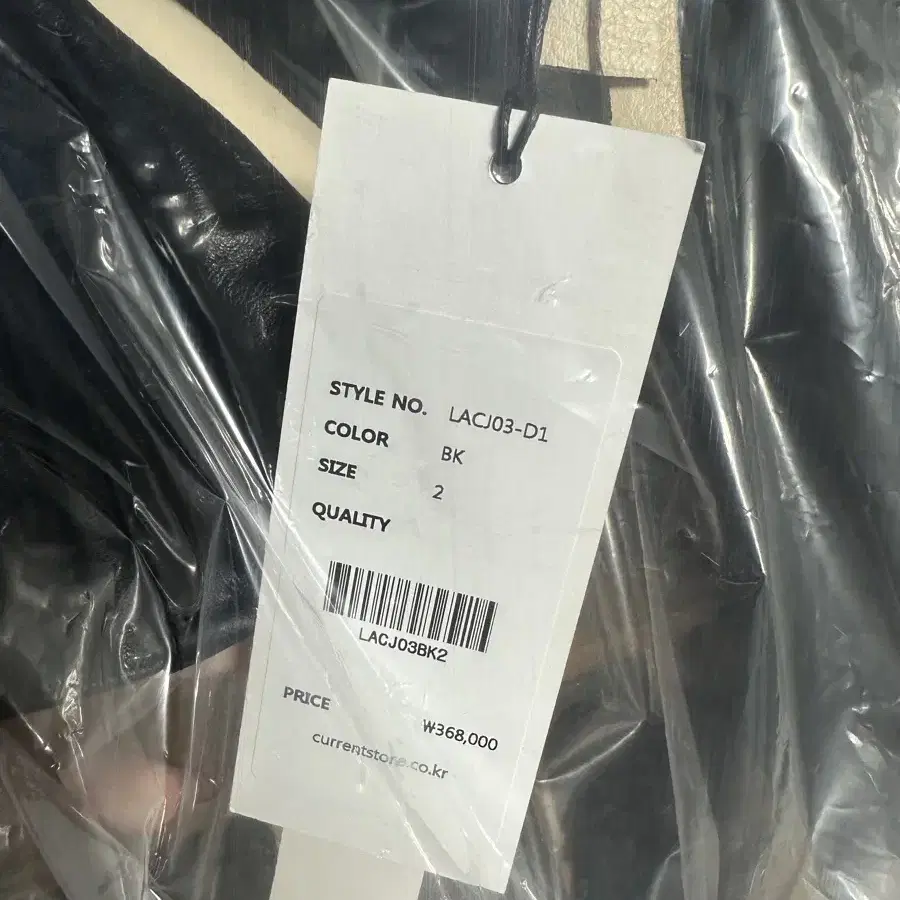 STYLE NO. LACJ03-D1
COLOR BK
SIZE 2
QUALITY
LACJ03BK2
PRICE ₩368,000
currentstore.co.kr